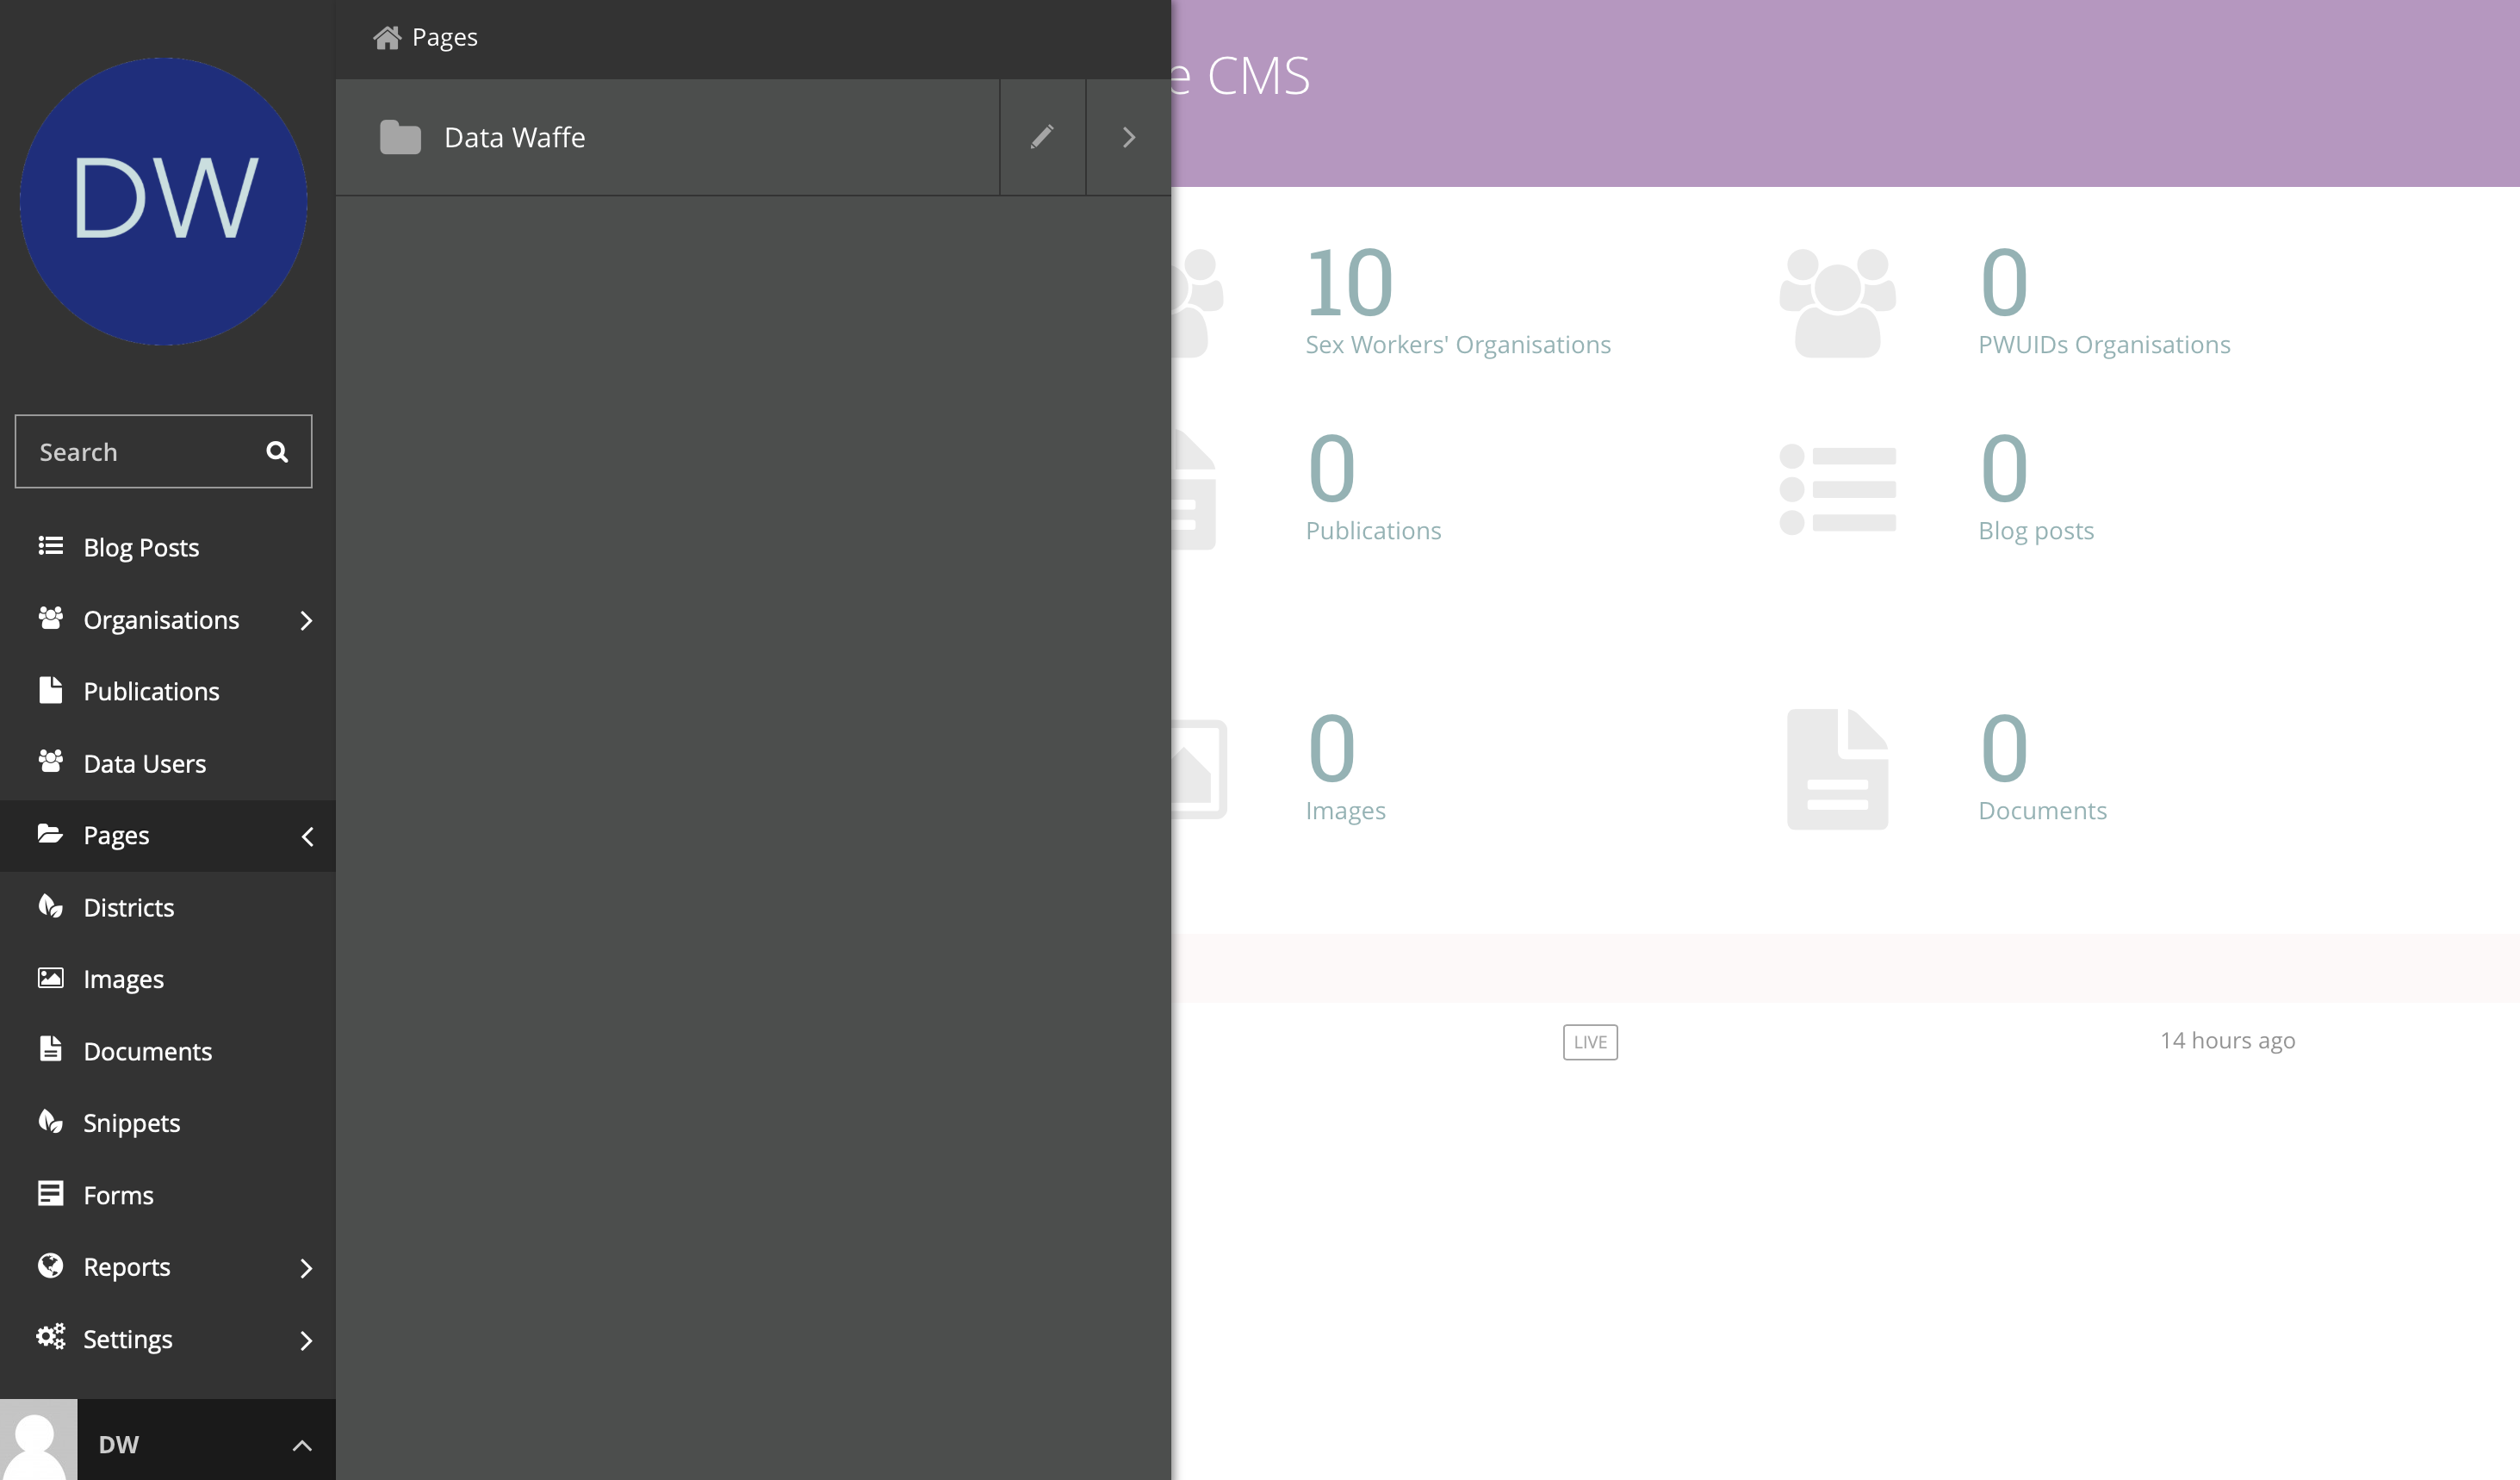 DW
Search
Blog Posts
Organisations
Publications
Data Users
Pages
Districts
Images
Documents
Snippets
Forms
Reports
Settings
DW
Pages
Data Waffe
e CMS
10
Sex Workers' Organisations
0
PWUIDs Organisations
0
Publications
0
Blog posts
0
Images
0
Documents
LIVE
14 hours ago